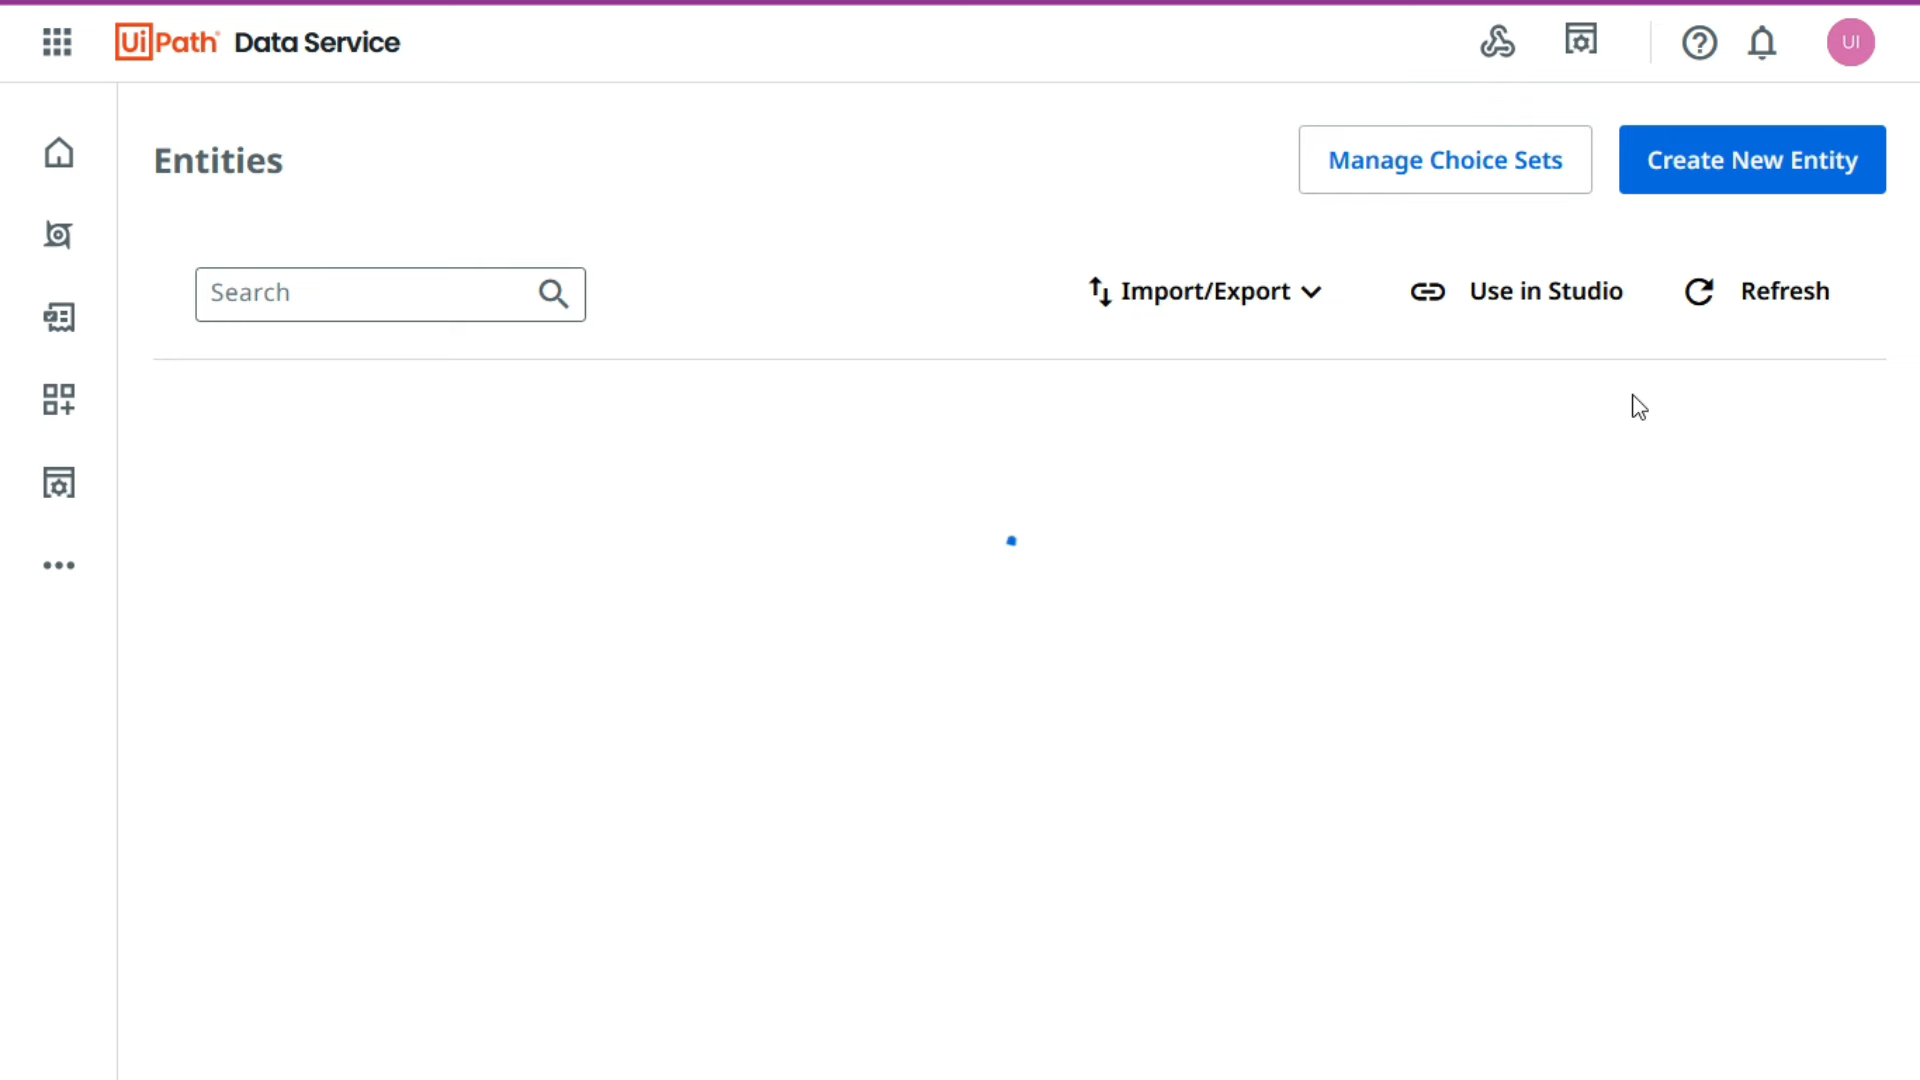 UiPath Data Service
UI
Entities
Manage Choice Sets
Create New Entity
Search
Import/Export
Use in Studio
Refresh